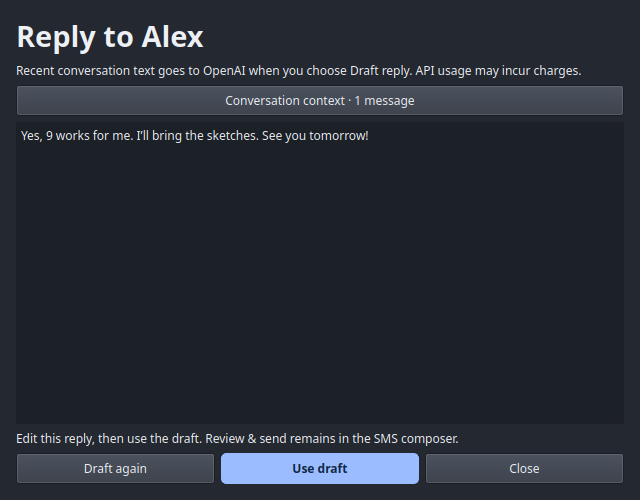 Reply to Alex
Recent conversation text goes to OpenAI when you choose Draft reply. API usage may incur charges.
Conversation context · 1 message
Yes, 9 works for me. I’ll bring the sketches. See you tomorrow!
Edit this reply, then use the draft. Review & send remains in the SMS composer.
Draft again
Use draft
Close